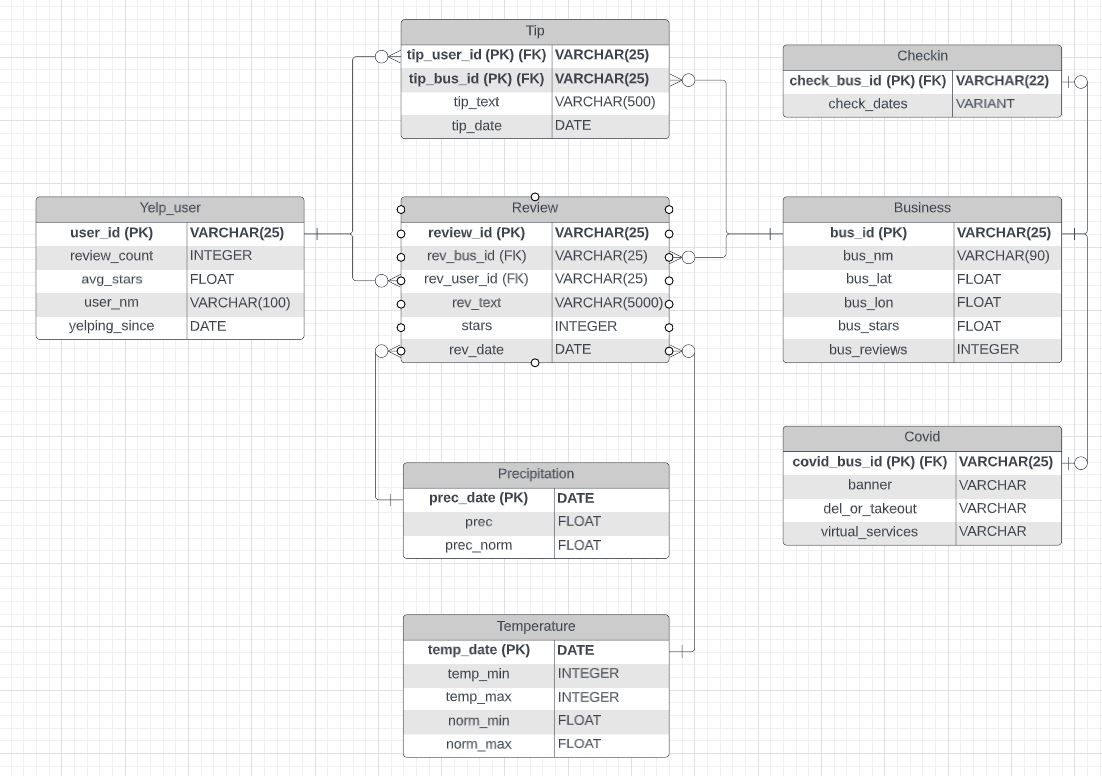 Tip
tip_user_id (PK) (FK) VARCHAR(25)
tip_bus_id (PK) (FK) VARCHAR(25)
tip_text VARCHAR(500)
tip_date DATE
Checkin
check_bus_id (PK) (FK) VARCHAR(22)
check_dates VARIANT
Yelp_user
user_id (PK) VARCHAR(25)
review_count INTEGER
avg_stars FLOAT
user_nm VARCHAR(100)
yelping_since DATE
Review
review_id (PK) VARCHAR(25)
rev_bus_id (FK) VARCHAR(25)
rev_user_id (FK) VARCHAR(25)
rev_text VARCHAR(5000)
stars INTEGER
rev_date DATE
Business
bus_id (PK) VARCHAR(25)
bus_nm VARCHAR(90)
bus_lat FLOAT
bus_lon FLOAT
bus_stars FLOAT
bus_reviews INTEGER
Covid
covid_bus_id (PK) (FK) VARCHAR(25)
banner VARCHAR
del_or_takeout VARCHAR
virtual_services VARCHAR
Precipitation
prec_date (PK) DATE
prec FLOAT
prec_norm FLOAT
Temperature
temp_date (PK) DATE
temp_min INTEGER
temp_max INTEGER
norm_min FLOAT
norm_max FLOAT